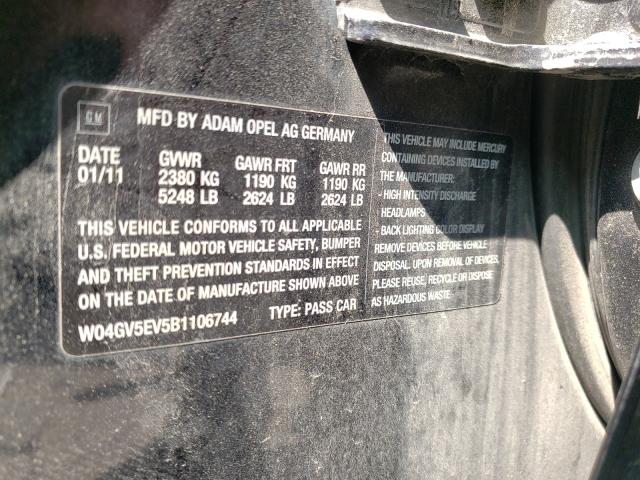 GM
MFD BY ADAM OPEL AG GERMANY
DATE GVWR GAWR FRT GAWR RR
01/11 2380 KG 1190 KG 1190 KG
5248 LB 2624 LB 2624 LB
THIS VEHICLE CONFORMS TO ALL APPLICABLE
U.S. FEDERAL MOTOR VEHICLE SAFETY, BUMPER
AND THEFT PREVENTION STANDARDS IN EFFECT
ON THE DATE OF MANUFACTURE SHOWN ABOVE
W04GV5EV5B1106744 TYPE: PASS CAR
THIS VEHICLE MAY INCLUDE MERCURY
CONTAINING DEVICES INSTALLED BY
THE MANUFACTURER:
- HIGH INTENSITY DISCHARGE
HEADLAMPS
- BACK LIGHTING COLOR DISPLAY
REMOVE DEVICES BEFORE VEHICLE
DISPOSAL. UPON REMOVAL OF DEVICES,
PLEASE REUSE, RECYCLE OR DISPOSE
AS HAZARDOUS WASTE